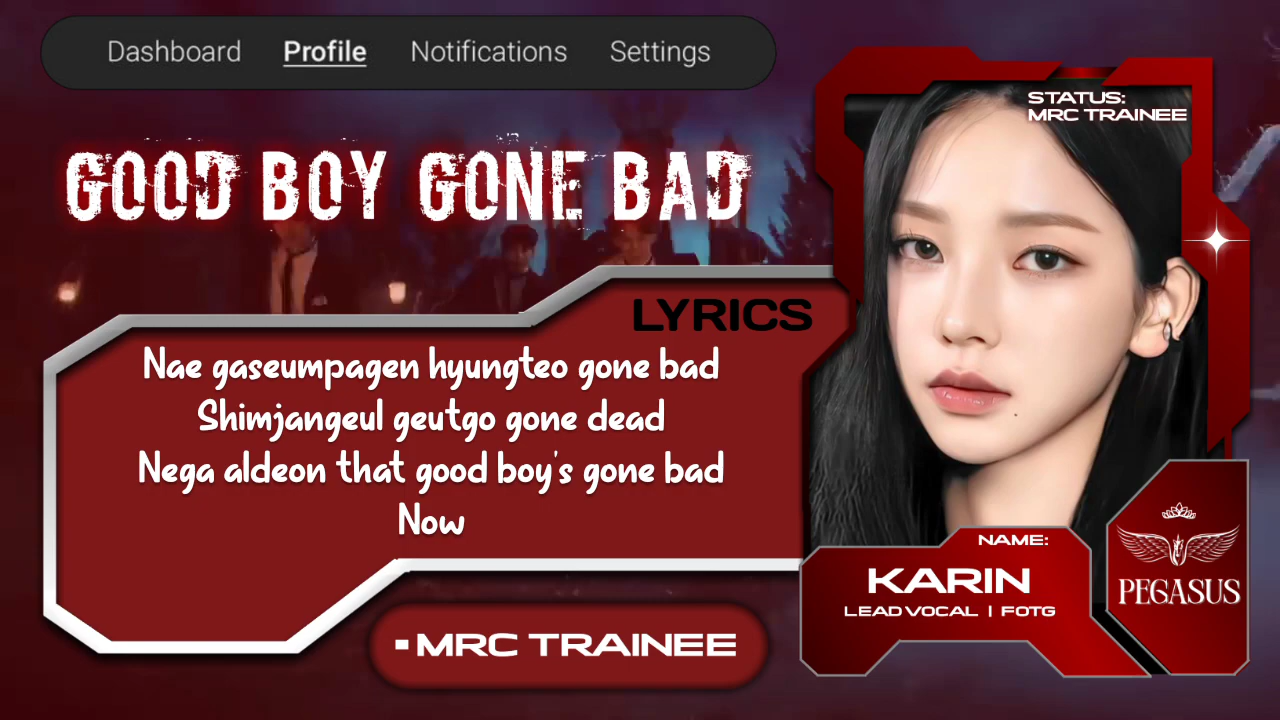 Dashboard Profile Notifications Settings
GOOD BOY GONE BAD
STATUS:
MRC TRAINEE
LYRICS
Nae gaseumpagen hyungteo gone bad
Shimjangeul geutgo gone dead
Nega aldeon that good boy's gone bad
Now
▪ MRC TRAINEE
NAME:
KARIN
LEAD VOCAL | FOTG
PEGASUS